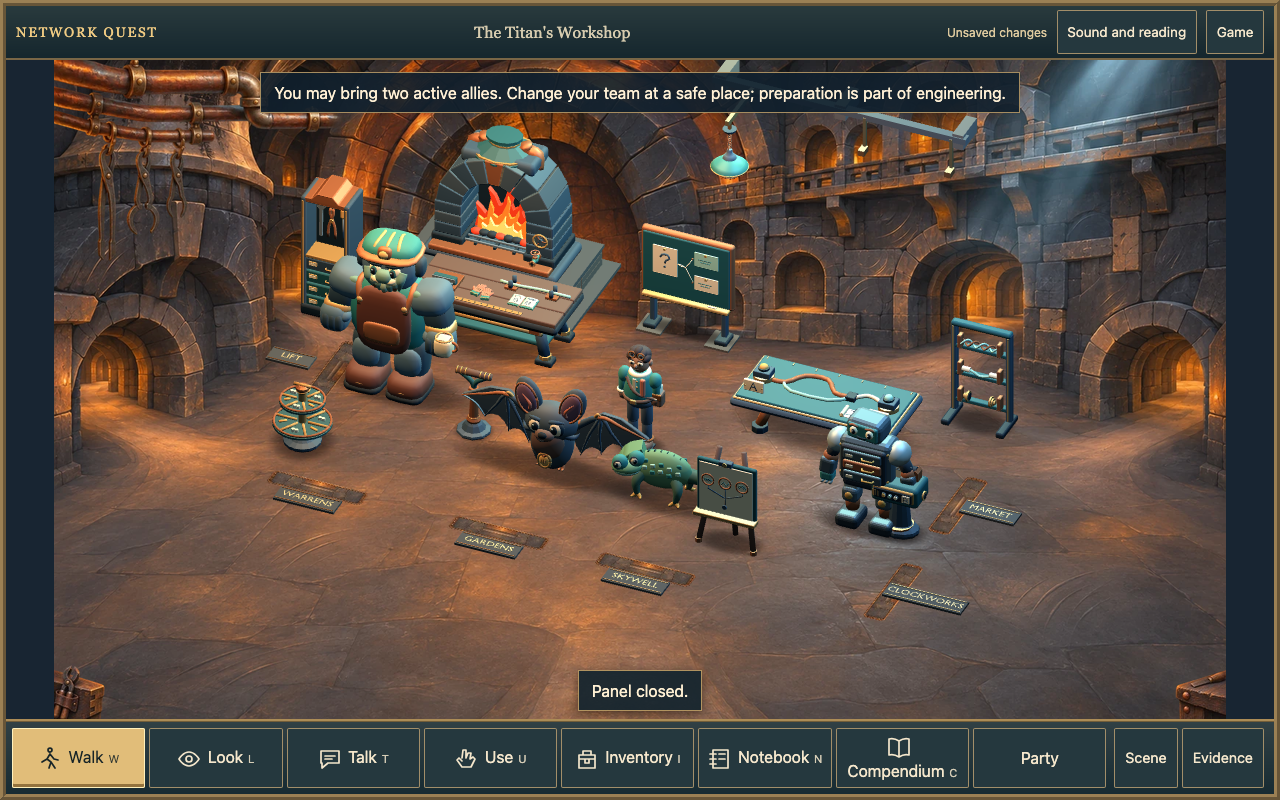 NETWORK QUEST
The Titan's Workshop
Unsaved changes
Sound and reading
Game
You may bring two active allies. Change your team at a safe place; preparation is part of engineering.
?
LIFT
A
WARRENS
GARDENS
SKYWELL
MARKET
CLOCKWORKS
Panel closed.
Walk W
Look L
Talk T
Use U
Inventory I
Notebook N
Compendium C
Party
Scene
Evidence